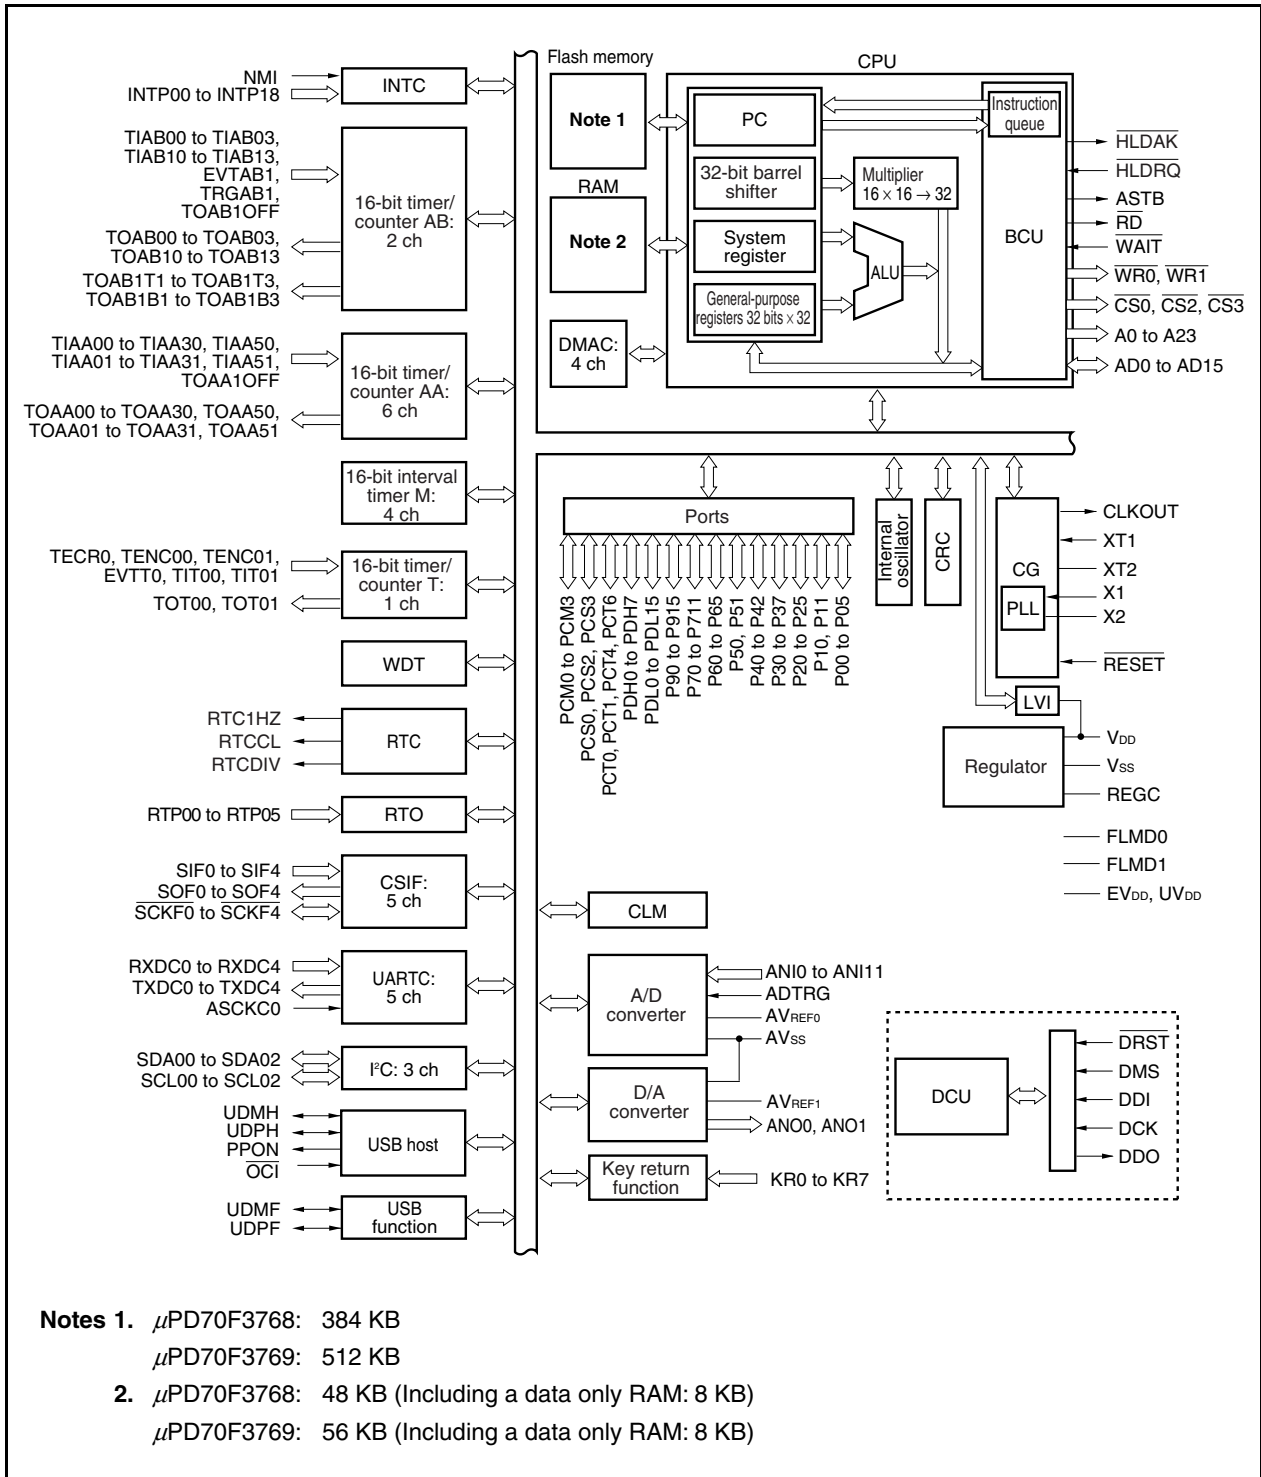 NMI
INTP00 to INTP18
INTC
TIAB00 to TIAB03,
TIAB10 to TIAB13,
EVTAB1,
TRGAB1,
TOAB1OFF
TOAB00 to TOAB03,
TOAB10 to TOAB13
TOAB1T1 to TOAB1T3,
TOAB1B1 to TOAB1B3
16-bit timer/
counter AB:
2 ch
TIAA00 to TIAA30, TIAA50,
TIAA01 to TIAA31, TIAA51,
TOAA1OFF
TOAA00 to TOAA30, TOAA50,
TOAA01 to TOAA31, TOAA51
16-bit timer/
counter AA:
6 ch
16-bit interval
timer M:
4 ch
TECR0, TENC00, TENC01,
EVTT0, TIT00, TIT01
TOT00, TOT01
16-bit timer/
counter T:
1 ch
WDT
RTC1HZ
RTCCL
RTCDIV
RTC
RTP00 to RTP05
RTO
SIF0 to SIF4
SOF0 to SOF4
SCKF0 to SCKF4
CSIF:
5 ch
RXDC0 to RXDC4
TXDC0 to TXDC4
ASCKC0
UARTC:
5 ch
SDA00 to SDA02
SCL00 to SCL02
I²C: 3 ch
UDMH
UDPH
PPON
OCI
USB host
UDMF
UDPF
USB
function
Flash memory
Note 1
RAM
Note 2
DMAC:
4 ch
CPU
PC
32-bit barrel
shifter
System
register
General-purpose
registers 32 bits × 32
Multiplier
16 × 16 → 32
ALU
Instruction
queue
BCU
HLDAK
HLDRQ
ASTB
RD
WAIT
WR0, WR1
CS0, CS2, CS3
A0 to A23
AD0 to AD15
Ports
PCM0 to PCM3
PCS0, PCS2, PCS3
PCT0, PCT1, PCT4, PCT6
PDH0 to PDH7
PDL0 to PDL15
P90 to P915
P70 to P711
P60 to P65
P50, P51
P40 to P42
P30 to P37
P20 to P25
P10, P11
P00 to P05
Internal
oscillator
CRC
CG
PLL
CLKOUT
XT1
XT2
X1
X2
RESET
LVI
Regulator
VDD
VSS
REGC
FLMD0
FLMD1
EVDD, UVDD
CLM
A/D
converter
ANI0 to ANI11
ADTRG
AVREF0
AVSS
D/A
converter
AVREF1
ANO0, ANO1
Key return
function
KR0 to KR7
DCU
DRST
DMS
DDI
DCK
DDO
Notes 1. μPD70F3768: 384 KB
μPD70F3769: 512 KB
2. μPD70F3768: 48 KB (Including a data only RAM: 8 KB)
μPD70F3769: 56 KB (Including a data only RAM: 8 KB)